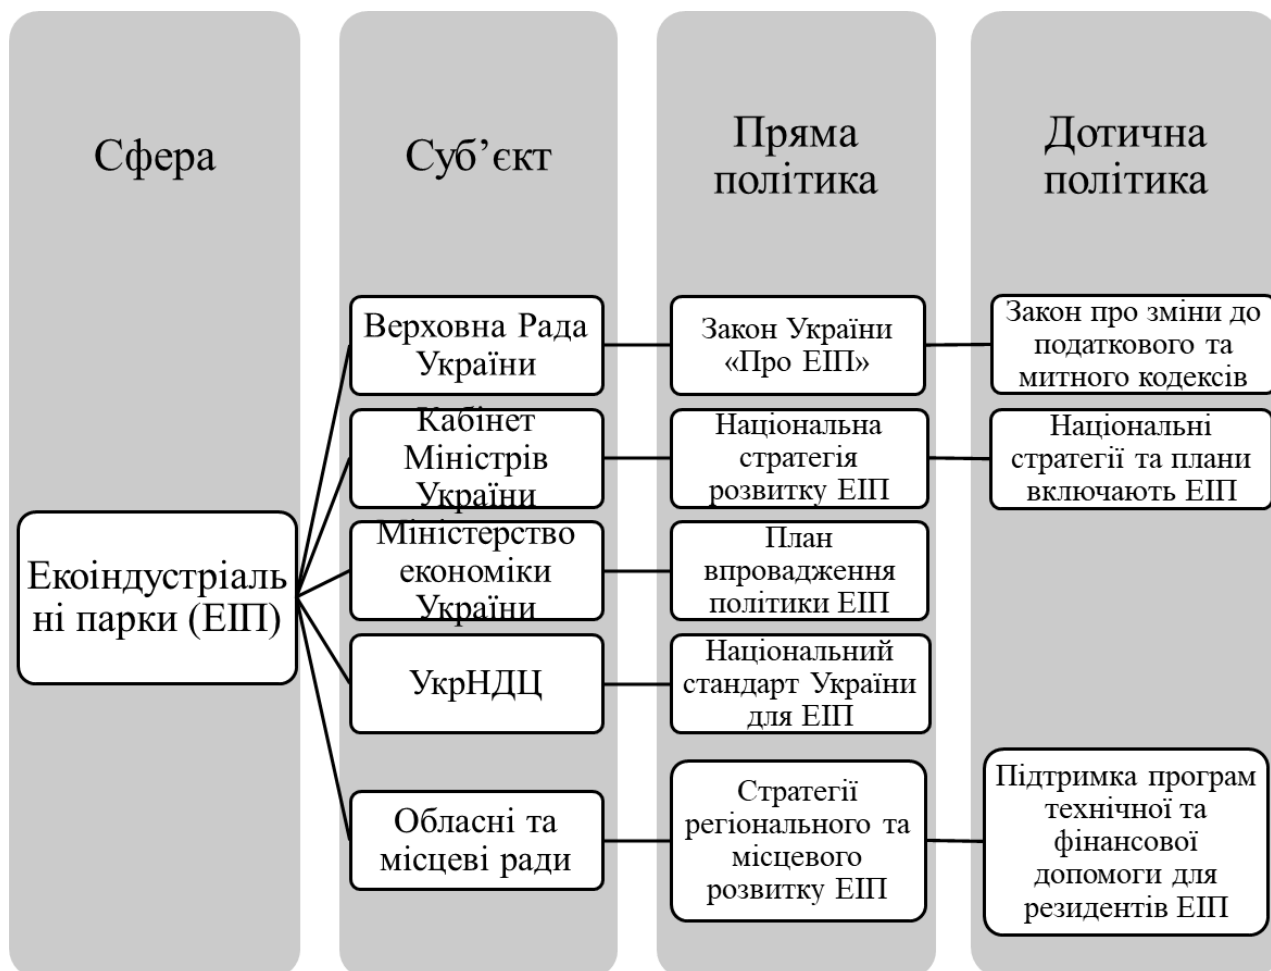 Сфера
Суб’єкт
Пряма
політика
Дотична
політика
Екоіндустріаль
ні парки (ЕІП)
Верховна Рада
України
Закон України
«Про ЕІП»
Закон про зміни до
податкового та
митного кодексів
Кабінет
Міністрів
України
Національна
стратегія
розвитку ЕІП
Національні
стратегії та плани
включають ЕІП
Міністерство
економіки
України
План
впровадження
політики ЕІП
УкрНДЦ
Національний
стандарт України
для ЕІП
Обласні та
місцеві ради
Стратегії
регіонального та
місцевого
розвитку ЕІП
Підтримка програм
технічної та
фінансової
допомоги для
резидентів ЕІП